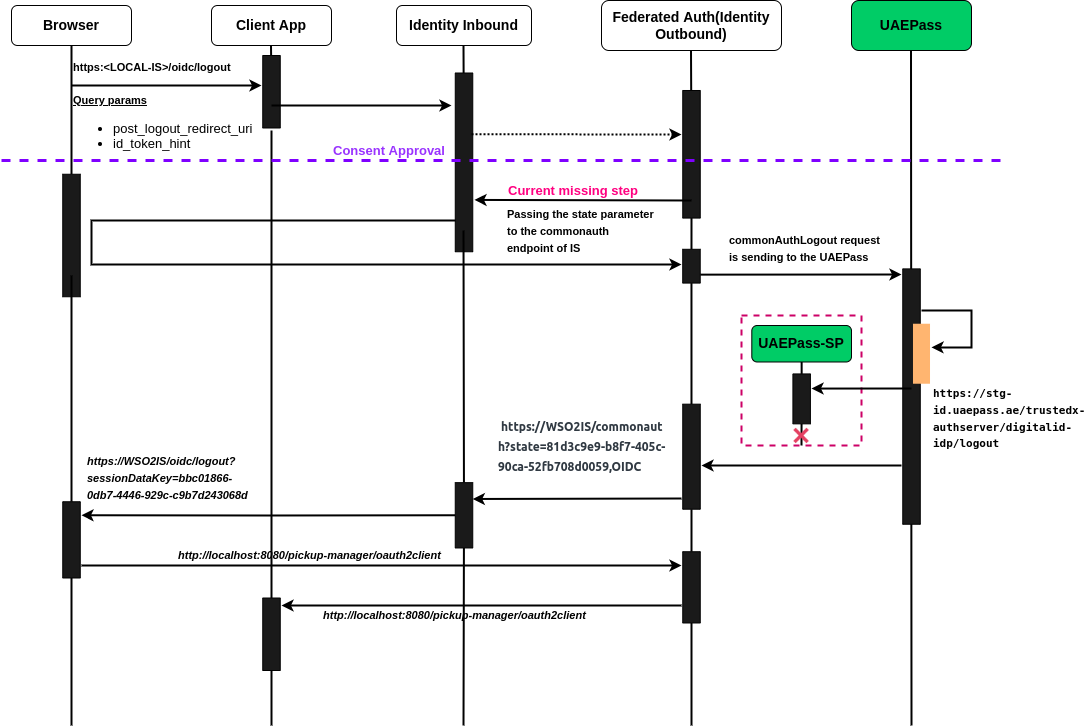 Browser
Client App
Identity Inbound
Federated Auth(Identity
Outbound)
UAEPass
https:<LOCAL-IS>/oidc/logout
Query params
post_logout_redirect_uri
id_token_hint
Consent Approval
Current missing step
Passing the state parameter
to the commonauth
endpoint of IS
commonAuthLogout request
is sending to the UAEPass
UAEPass-SP
https://stg-
id.uaepass.ae/trustedx-
authserver/digitalid-
idp/logout
https://WSO2IS/commonaut
h?state=81d3c9e9-b8f7-405c-
90ca-52fb708d0059,OIDC
https://WSO2IS/oidc/logout?
sessionDataKey=bbc01866-
0db7-4446-929c-c9b7d243068d
http://localhost:8080/pickup-manager/oauth2client
http://localhost:8080/pickup-manager/oauth2client